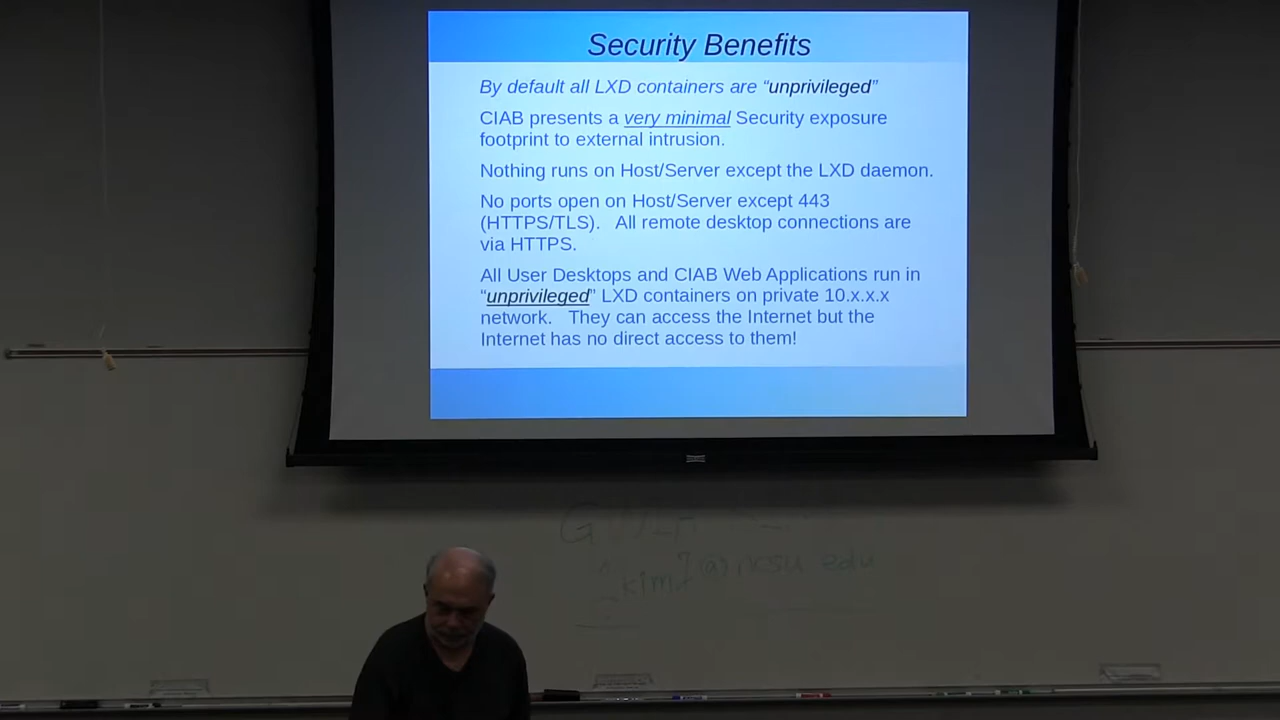 Security Benefits
By default all LXD containers are “unprivileged”
CIAB presents a very minimal Security exposure
footprint to external intrusion.
Nothing runs on Host/Server except the LXD daemon.
No ports open on Host/Server except 443
(HTTPS/TLS). All remote desktop connections are
via HTTPS.
All User Desktops and CIAB Web Applications run in
“unprivileged” LXD containers on private 10.x.x.x
network. They can access the Internet but the
Internet has no direct access to them!